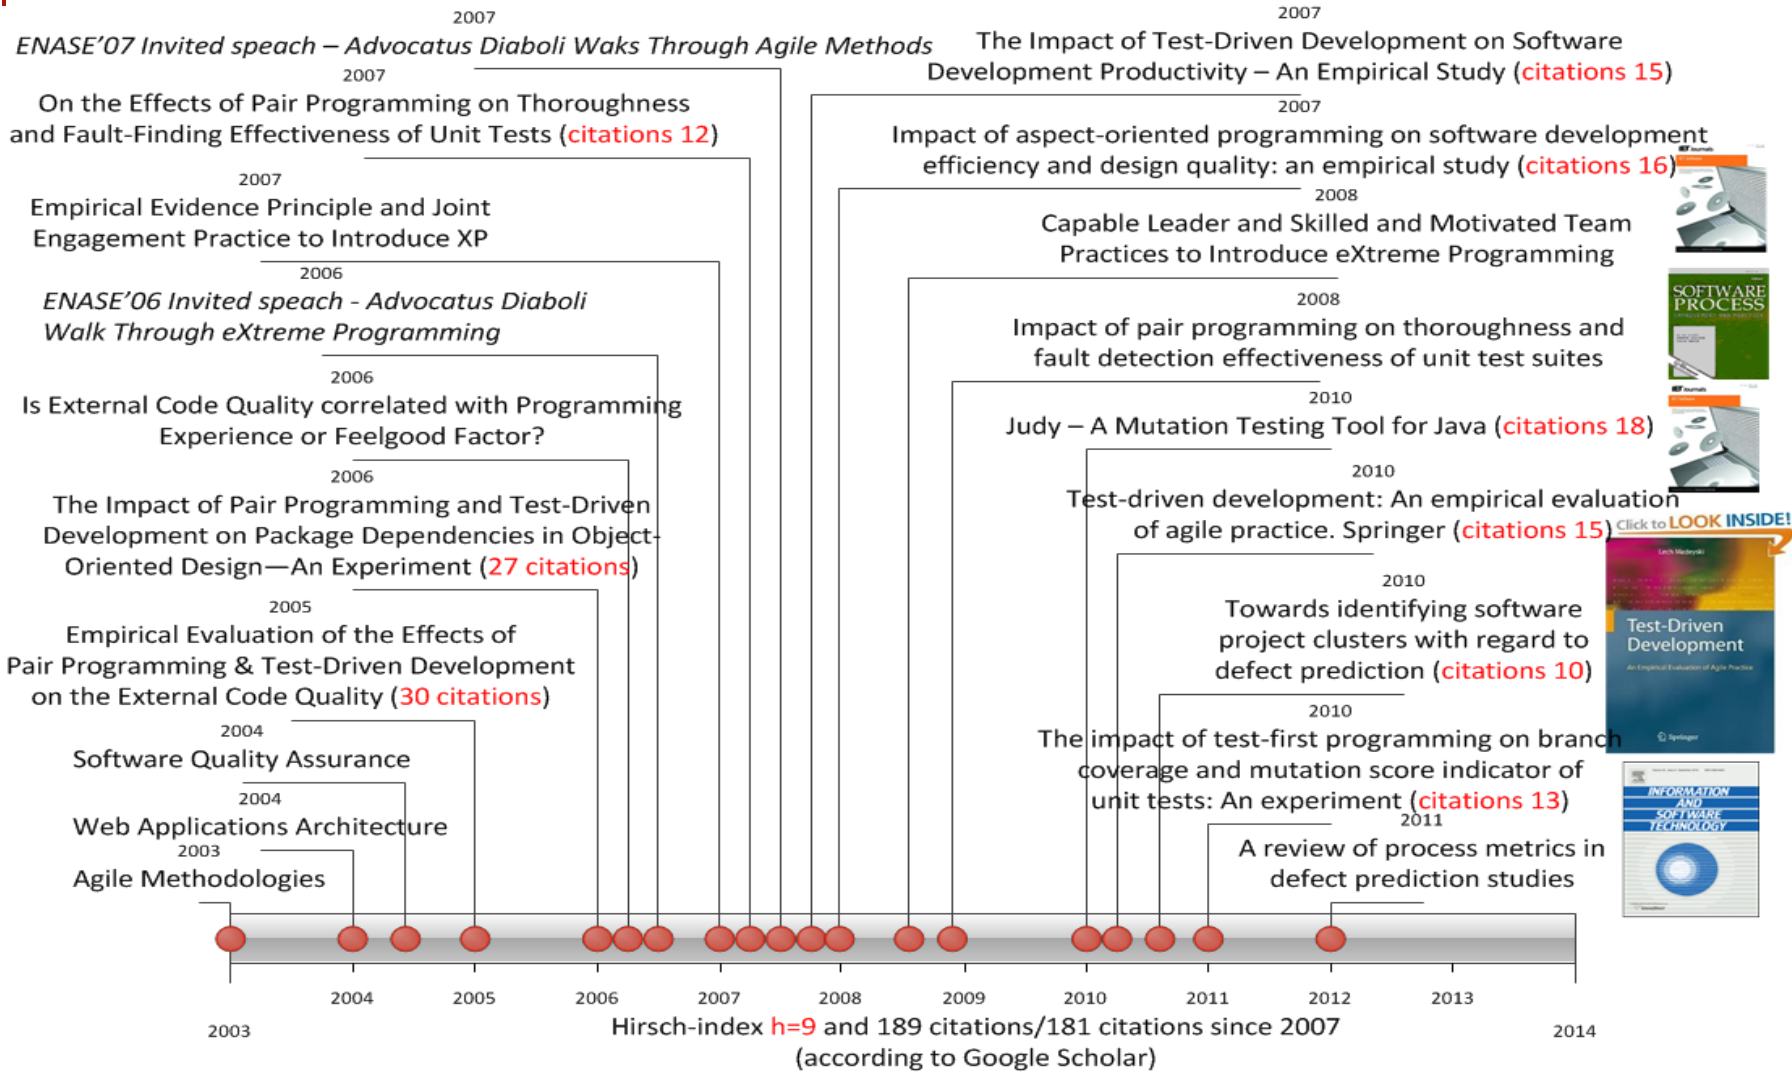 2007
ENASE’07 Invited speach – Advocatus Diaboli Waks Through Agile Methods
2007
On the Effects of Pair Programming on Thoroughness
and Fault-Finding Effectiveness of Unit Tests (citations 12)
2007
Empirical Evidence Principle and Joint
Engagement Practice to Introduce XP
2006
ENASE’06 Invited speach - Advocatus Diaboli
Walk Through eXtreme Programming
2006
Is External Code Quality correlated with Programming
Experience or Feelgood Factor?
2006
The Impact of Pair Programming and Test-Driven
Development on Package Dependencies in Object-
Oriented Design—An Experiment (27 citations)
2005
Empirical Evaluation of the Effects of
Pair Programming & Test-Driven Development
on the External Code Quality (30 citations)
2004
Software Quality Assurance
2004
Web Applications Architecture
2003
Agile Methodologies
2007
The Impact of Test-Driven Development on Software
Development Productivity – An Empirical Study (citations 15)
2007
Impact of aspect-oriented programming on software development
efficiency and design quality: an empirical study (citations 16)
2008
Capable Leader and Skilled and Motivated Team
Practices to Introduce eXtreme Programming
2008
Impact of pair programming on thoroughness and
fault detection effectiveness of unit test suites
2010
Judy – A Mutation Testing Tool for Java (citations 18)
2010
Test-driven development: An empirical evaluation
of agile practice. Springer (citations 15)
2010
Towards identifying software
project clusters with regard to
defect prediction (citations 10)
2010
The impact of test-first programming on branch
coverage and mutation score indicator of
unit tests: An experiment (citations 13)
2011
A review of process metrics in
defect prediction studies
Journals
SOFTWARE
PROCESS
Journals
Click to LOOK INSIDE!
Lech Madeyski
Test-Driven
Development
An Empirical Evaluation of Agile Practice
Springer
INFORMATION
AND
SOFTWARE
TECHNOLOGY
2004 2005 2006 2007 2008 2009 2010 2011 2012 2013
2003 2014
Hirsch-index h=9 and 189 citations/181 citations since 2007
(according to Google Scholar)